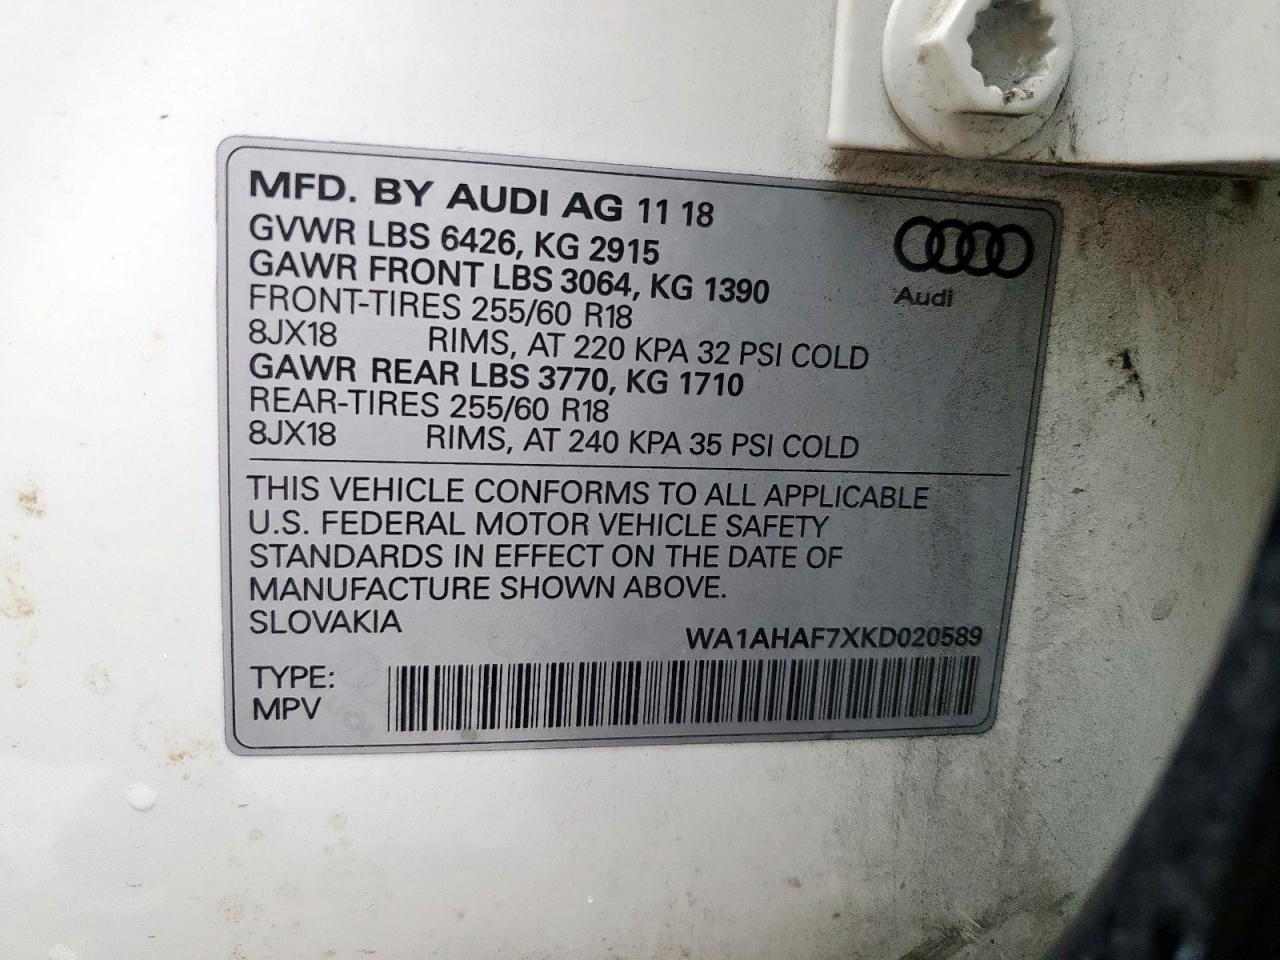 MFD. BY AUDI AG 11 18
GVWR LBS 6426, KG 2915
GAWR FRONT LBS 3064, KG 1390
FRONT-TIRES 255/60 R18
8JX18 RIMS, AT 220 KPA 32 PSI COLD
GAWR REAR LBS 3770, KG 1710
REAR-TIRES 255/60 R18
8JX18 RIMS, AT 240 KPA 35 PSI COLD
Audi
THIS VEHICLE CONFORMS TO ALL APPLICABLE
U.S. FEDERAL MOTOR VEHICLE SAFETY
STANDARDS IN EFFECT ON THE DATE OF
MANUFACTURE SHOWN ABOVE.
SLOVAKIA
WA1AHAF7XKD020589
TYPE:
MPV